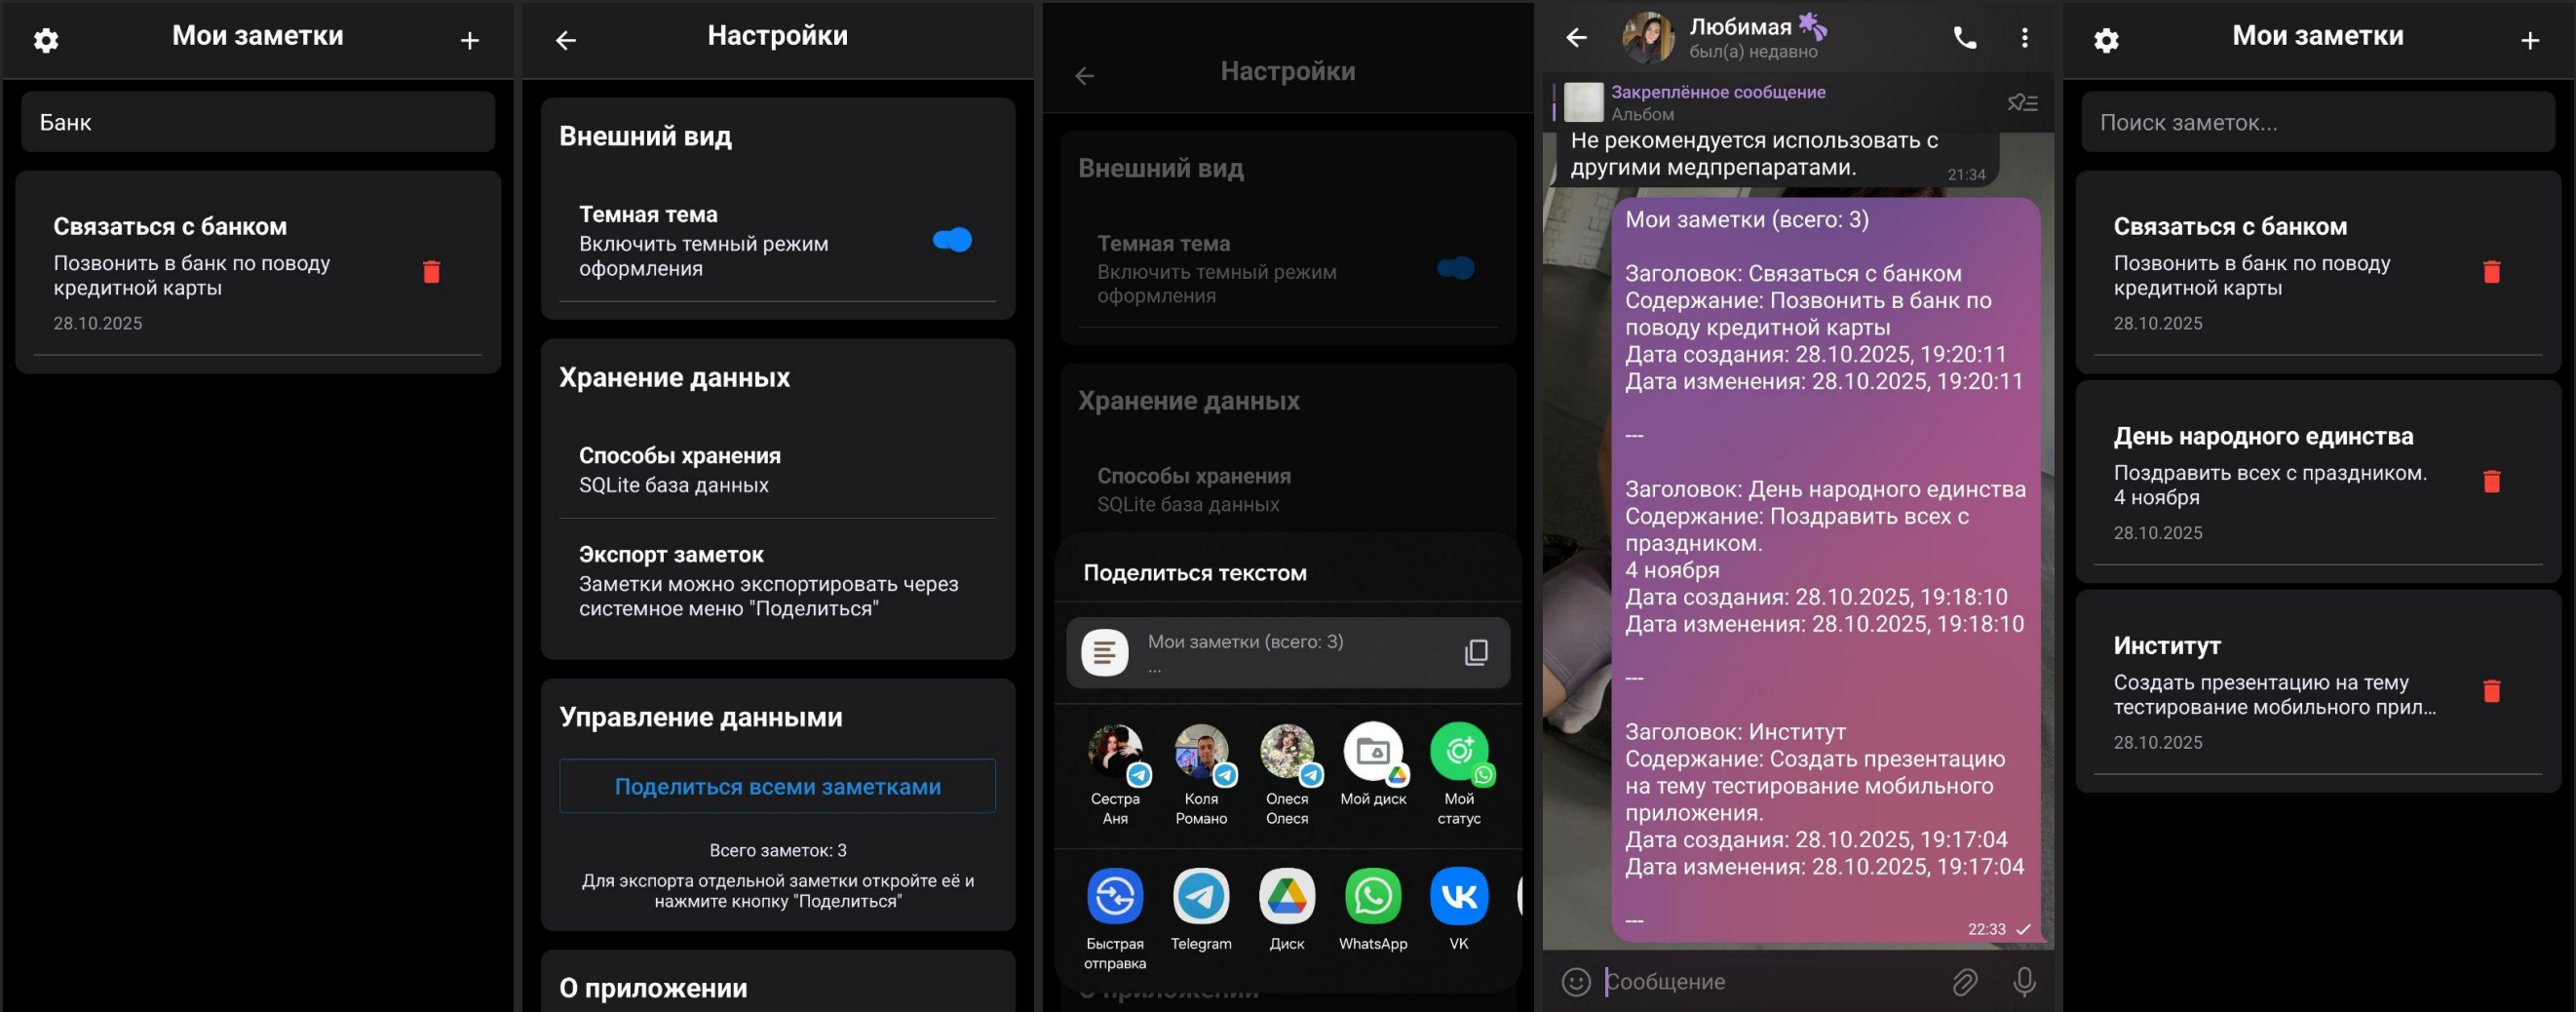 Мои заметки
Банк
Связаться с банком
Позвонить в банк по поводу
кредитной карты
28.10.2025
Настройки
Внешний вид
Темная тема
Включить темный режим
оформления
Хранение данных
Способы хранения
SQLite база данных
Экспорт заметок
Заметки можно экспортировать через
системное меню "Поделиться"
Управление данными
Поделиться всеми заметками
Всего заметок: 3
Для экспорта отдельной заметки откройте её и
нажмите кнопку "Поделиться"
О приложении
Настройки
Внешний вид
Темная тема
Включить темный режим
оформления
Хранение данных
Способы хранения
SQLite база данных
Поделиться текстом
Мои заметки (всего: 3)
...
Сестра
Аня
Коля
Романо
Олеся
Олеся
Мой диск
Мой
статус
Быстрая
отправка
Telegram
Диск
WhatsApp
VK
О приложении
Любимая
был(а) недавно
Закреплённое сообщение
Альбом
Не рекомендуется использовать с
другими медпрепаратами.
21:34
Мои заметки (всего: 3)
Заголовок: Связаться с банком
Содержание: Позвонить в банк по
поводу кредитной карты
Дата создания: 28.10.2025, 19:20:11
Дата изменения: 28.10.2025, 19:20:11
---
Заголовок: День народного единства
Содержание: Поздравить всех с
праздником.
4 ноября
Дата создания: 28.10.2025, 19:18:10
Дата изменения: 28.10.2025, 19:18:10
---
Заголовок: Институт
Содержание: Создать презентацию
на тему тестирование мобильного
приложения.
Дата создания: 28.10.2025, 19:17:04
Дата изменения: 28.10.2025, 19:17:04
---
22:33
Сообщение
Мои заметки
Поиск заметок...
Связаться с банком
Позвонить в банк по поводу
кредитной карты
28.10.2025
День народного единства
Поздравить всех с праздником.
4 ноября
28.10.2025
Институт
Создать презентацию на тему
тестирование мобильного прил...
28.10.2025